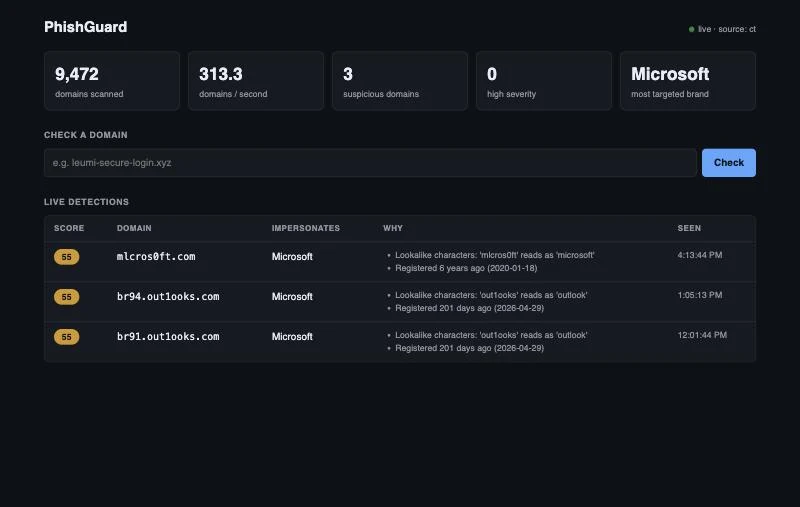 PhishGuard
live · source: ct
9,472
domains scanned
313.3
domains / second
3
suspicious domains
0
high severity
Microsoft
most targeted brand
CHECK A DOMAIN
e.g. leumi-secure-login.xyz
Check
LIVE DETECTIONS
SCORE DOMAIN IMPERSONATES WHY SEEN
55 mlcros0ft.com Microsoft • Lookalike characters: 'mlcros0ft' reads as 'microsoft' 4:13:44 PM
• Registered 6 years ago (2020-01-18)
55 br94.out1ooks.com Microsoft • Lookalike characters: 'out1ooks' reads as 'outlook' 1:05:13 PM
• Registered 201 days ago (2026-04-29)
55 br91.out1ooks.com Microsoft • Lookalike characters: 'out1ooks' reads as 'outlook' 12:01:44 PM
• Registered 201 days ago (2026-04-29)